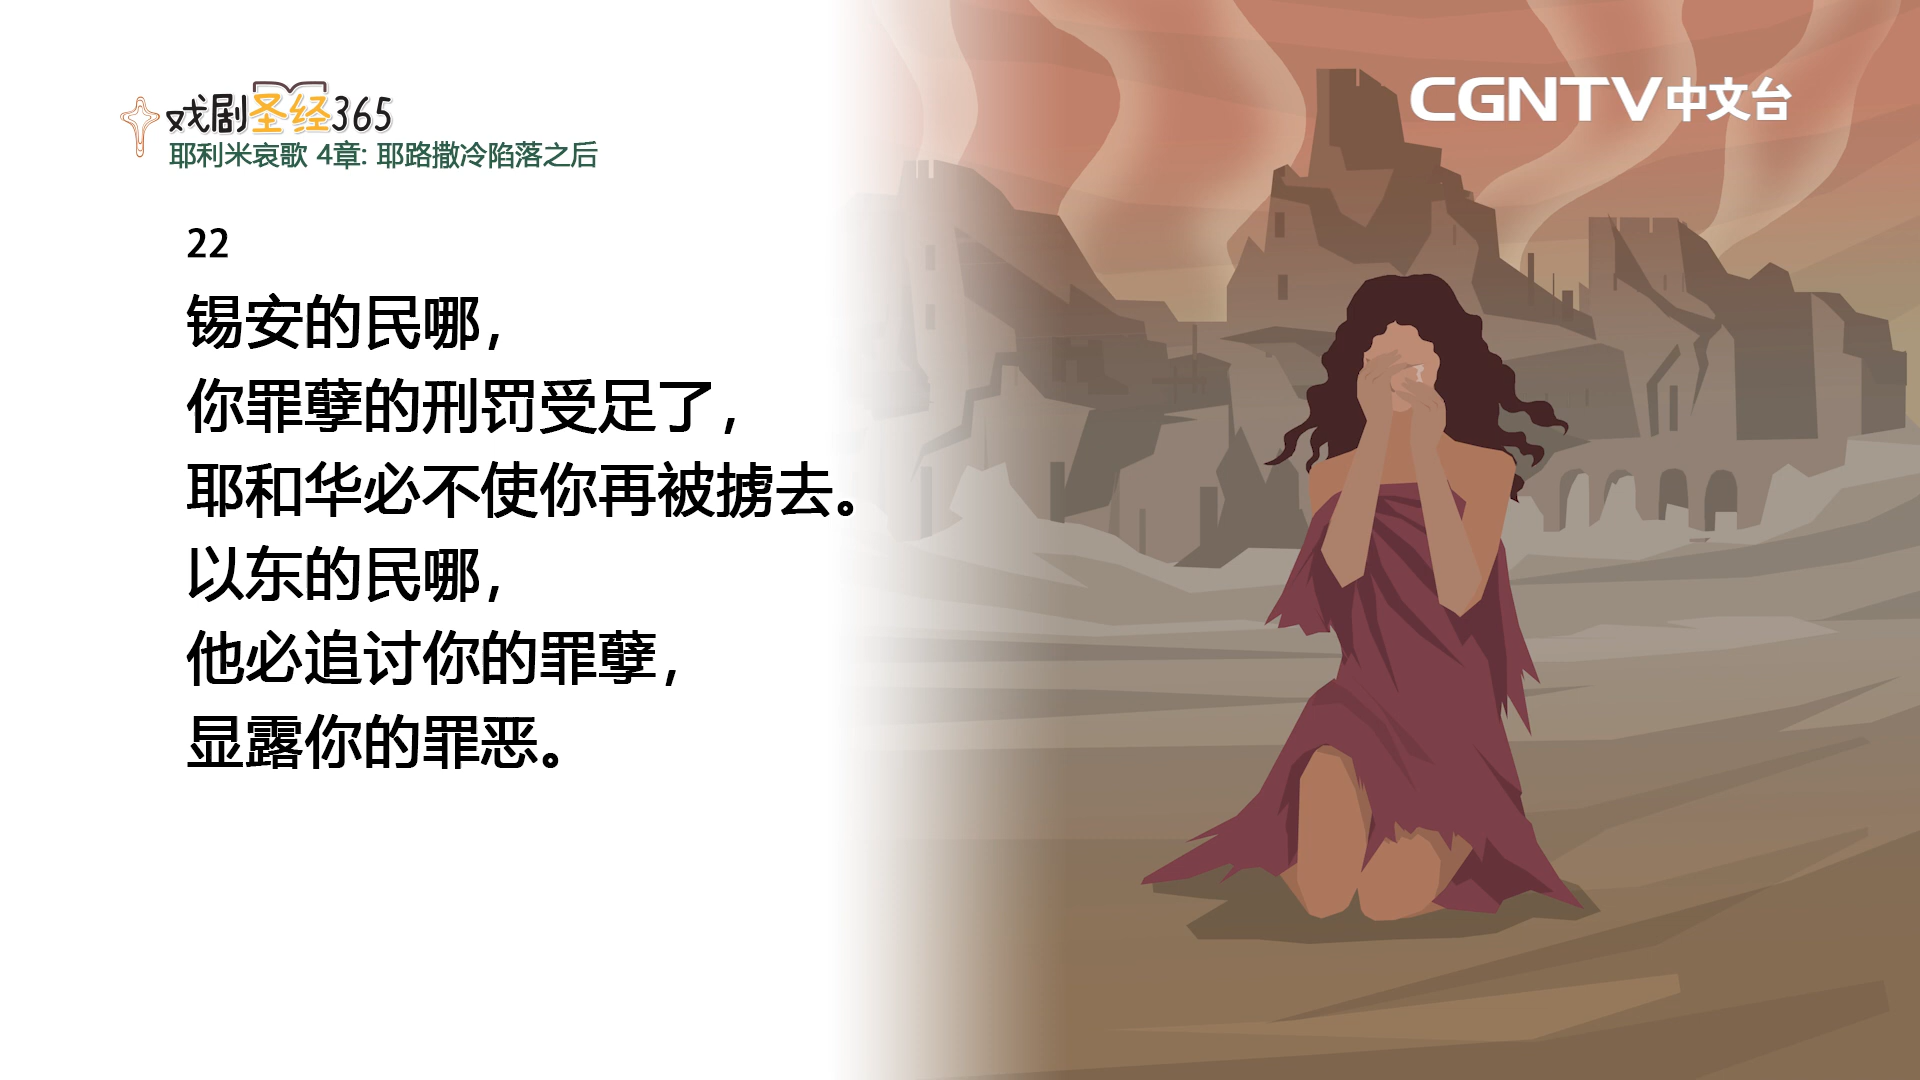 戏剧圣经365
CGNTV中文台
耶利米哀歌 4章: 耶路撒冷陷落之后
22
锡安的民哪，
你罪孽的刑罚受足了，
耶和华必不使你再被掳去。
以东的民哪，
他必追讨你的罪孽，
显露你的罪恶。